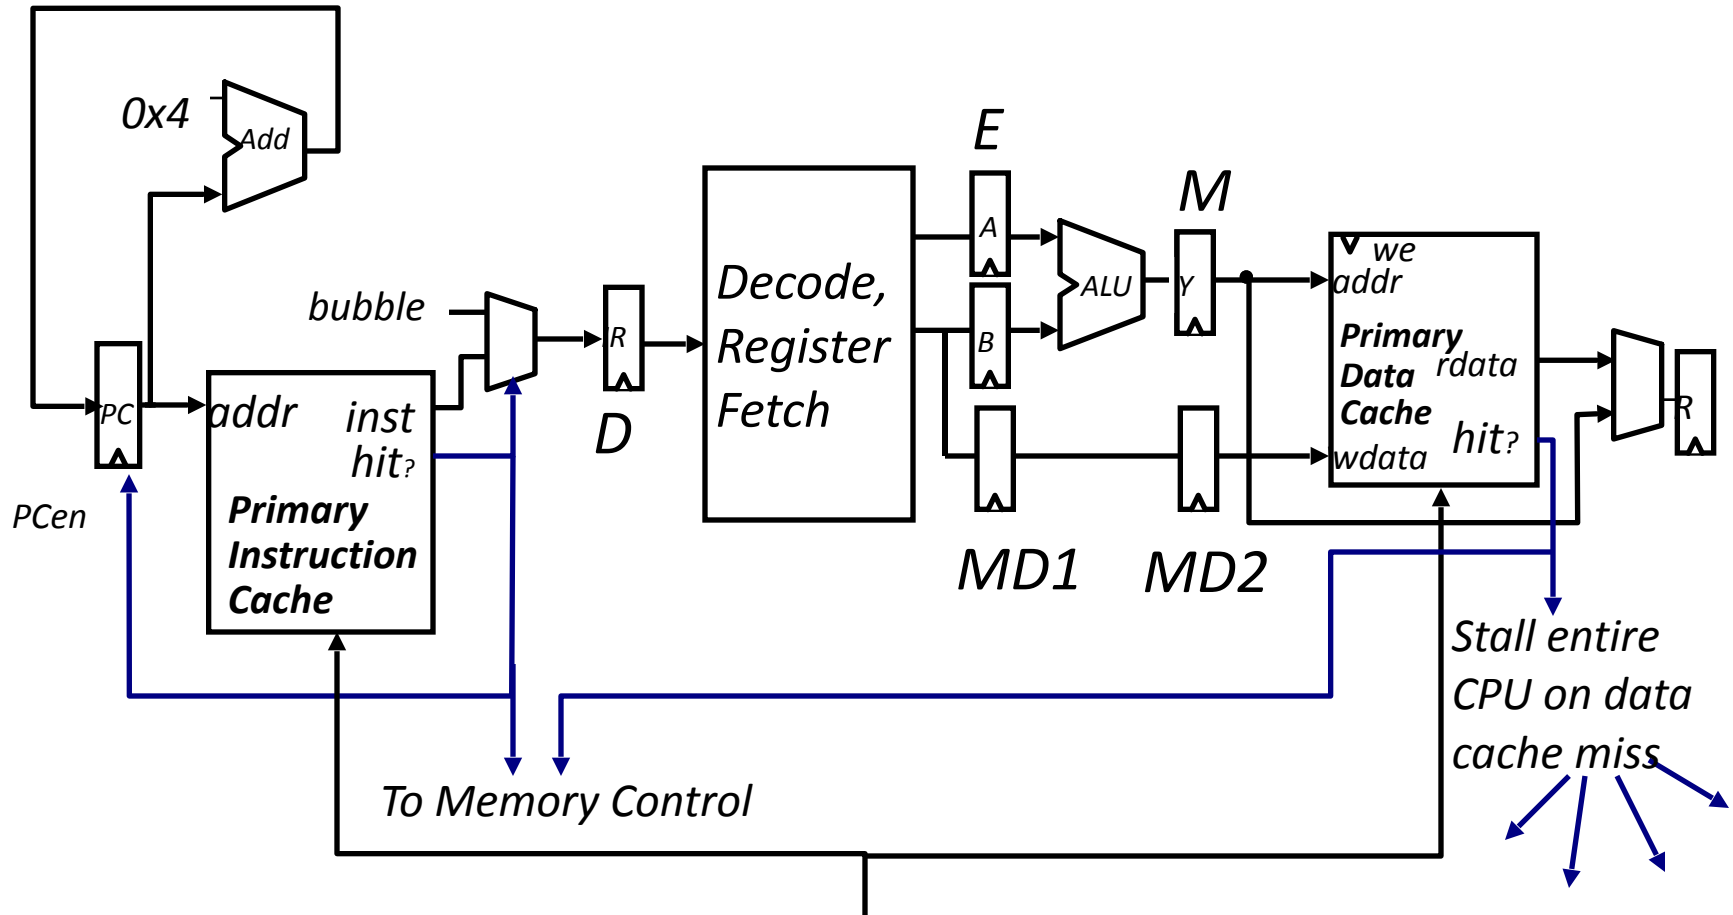 0x4
Add
E
M
A
we
addr
Decode,
Register
Fetch
ALU
Y
bubble
IR
B
Primary
Data
Cache
rdata
PC
addr
inst
hit?
D
R
hit?
wdata
PCen
Primary
Instruction
Cache
MD1
MD2
Stall entire
CPU on data
cache miss
To Memory Control